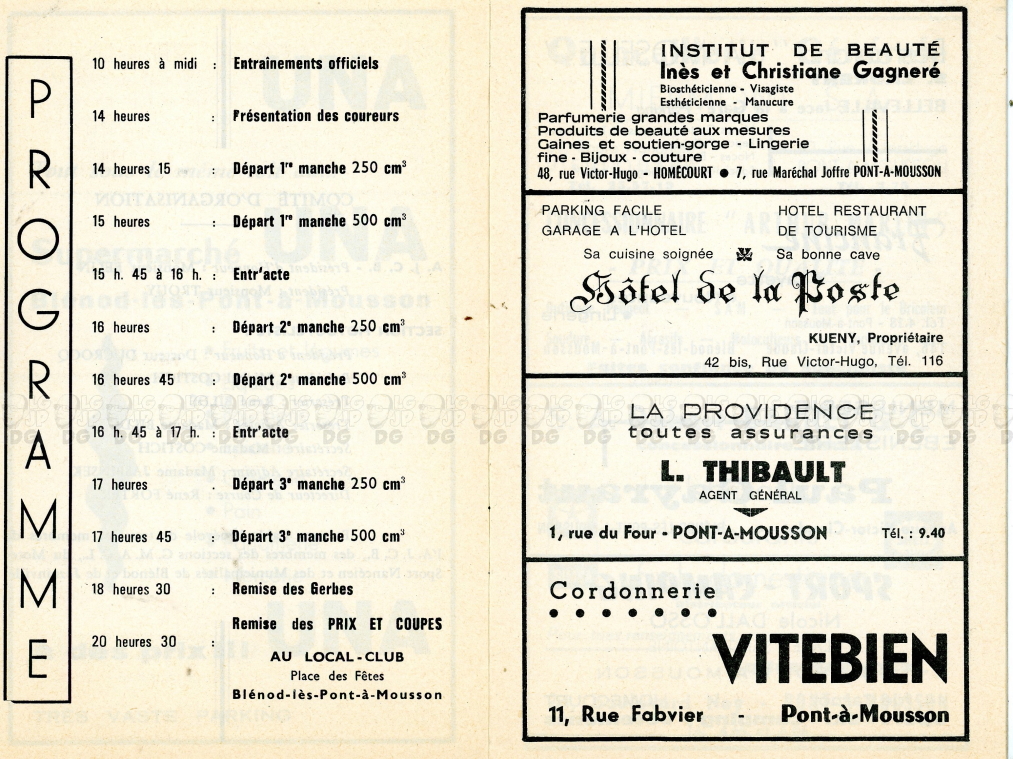 PROGRAMME
10 heures à midi : Entraînements officiels
14 heures : Présentation des coureurs
14 heures 15 : Départ 1re manche 250 cm3
15 heures : Départ 1re manche 500 cm3
15 h. 45 à 16 h. : Entr'acte
16 heures : Départ 2e manche 250 cm3
16 heures 45 : Départ 2e manche 500 cm3
16 h. 45 à 17 h. : Entr'acte
17 heures : Départ 3e manche 250 cm3
17 heures 45 : Départ 3e manche 500 cm3
18 heures 30 : Remise des Gerbes
20 heures 30 : Remise des PRIX ET COUPES
AU LOCAL-CLUB
Place des Fêtes
Blénod-lès-Pont-à-Mousson
INSTITUT DE BEAUTÉ
Inès et Christiane Gagneré
Biosthéticienne - Visagiste
Esthéticienne - Manucure
Parfumerie grandes marques
Produits de beauté aux mesures
Gaines et soutien-gorge - Lingerie
fine - Bijoux - couture
48, rue Victor-Hugo - HOMÉCOURT ● 7, rue Maréchal Joffre PONT-A-MOUSSON
PARKING FACILE HOTEL RESTAURANT
GARAGE A L'HOTEL DE TOURISME
Sa cuisine soignée Sa bonne cave
Hôtel de la Poste
KUENY, Propriétaire
42 bis, Rue Victor-Hugo, Tél. 116
LA PROVIDENCE
toutes assurances
L. THIBAULT
AGENT GÉNÉRAL
1, rue du Four - PONT-A-MOUSSON Tél. : 9.40
Cordonnerie
VITEBIEN
11, Rue Fabvier - Pont-à-Mousson